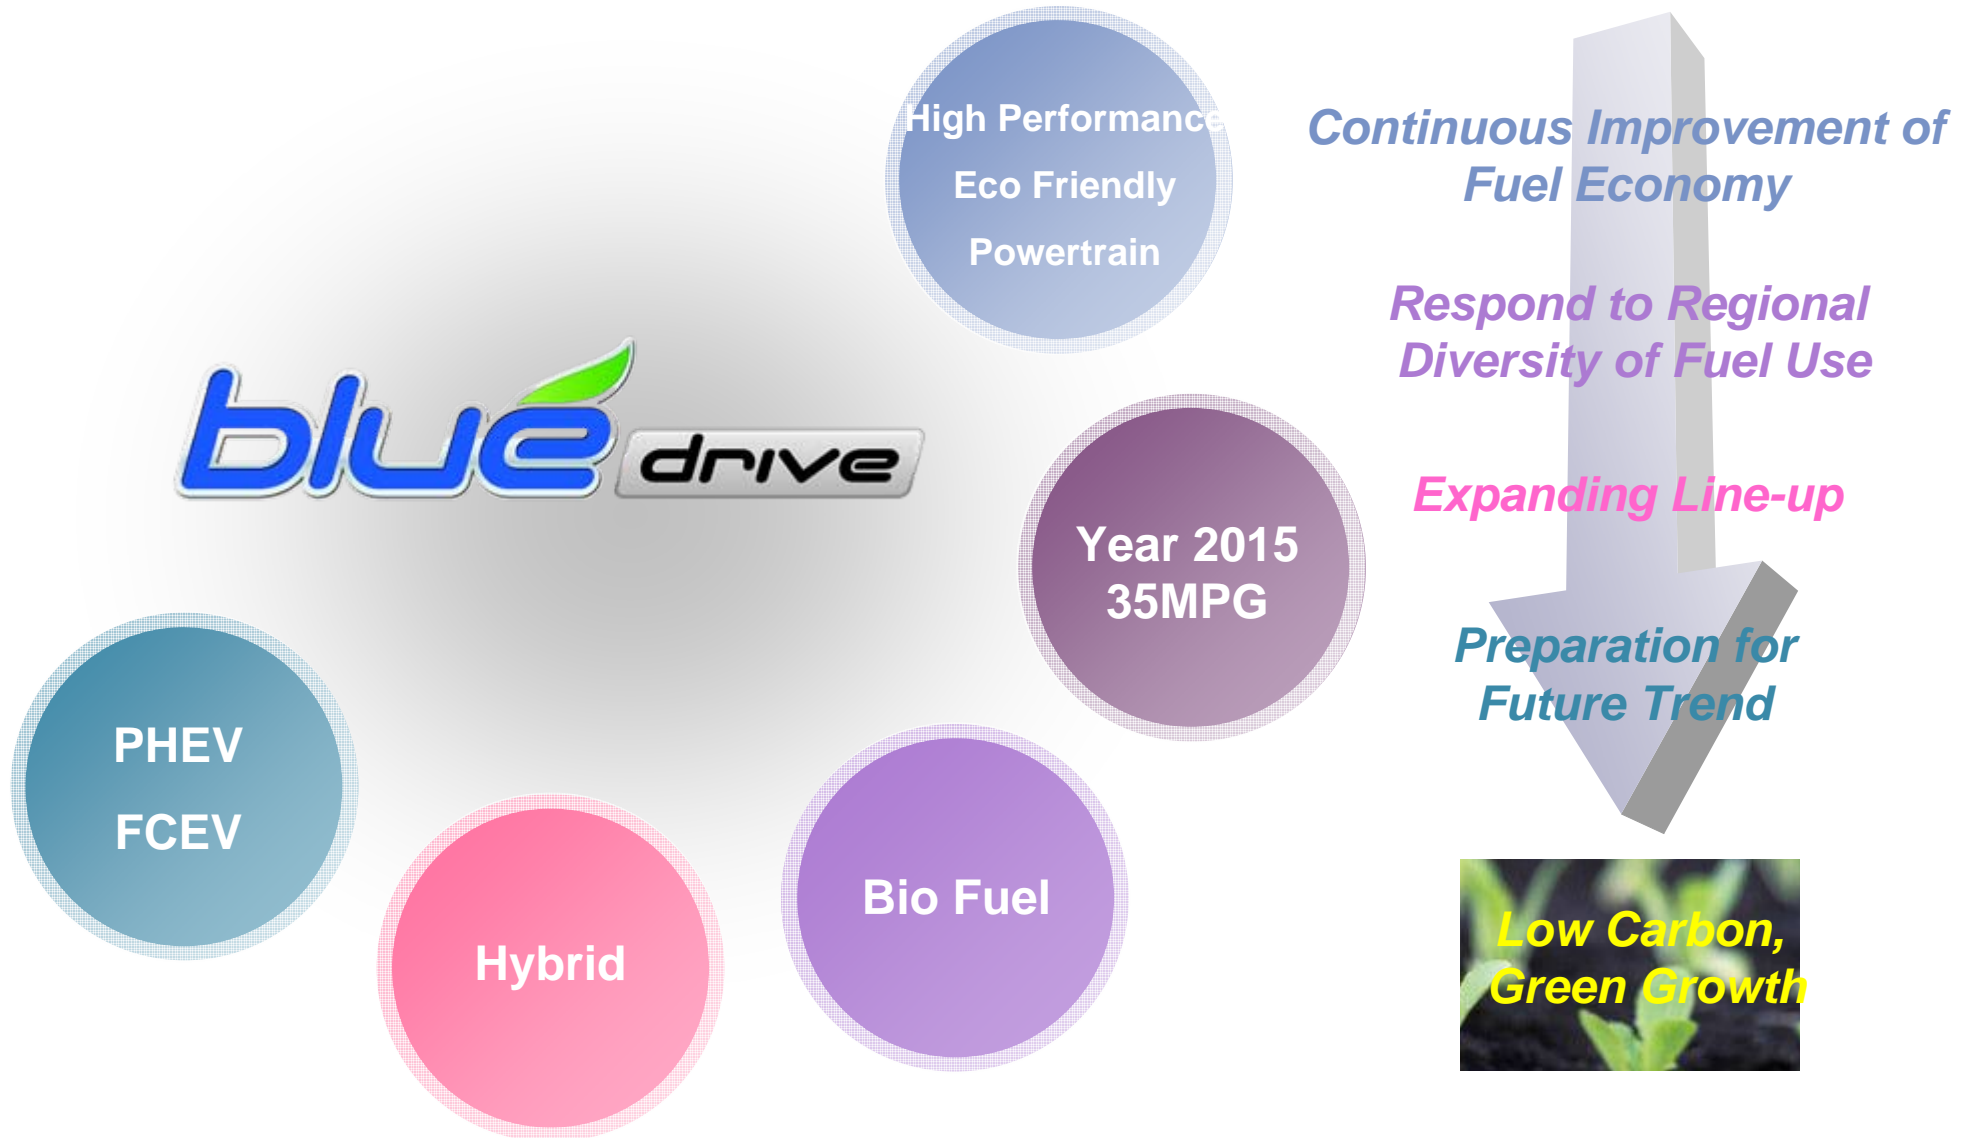 High Performance
Eco Friendly
Powertrain
Continuous Improvement of
Fuel Economy
Respond to Regional
Diversity of Fuel Use
blue drive
Year 2015
35MPG
Expanding Line-up
Preparation for
Future Trend
PHEV
FCEV
Hybrid
Bio Fuel
Low Carbon,
Green Growth